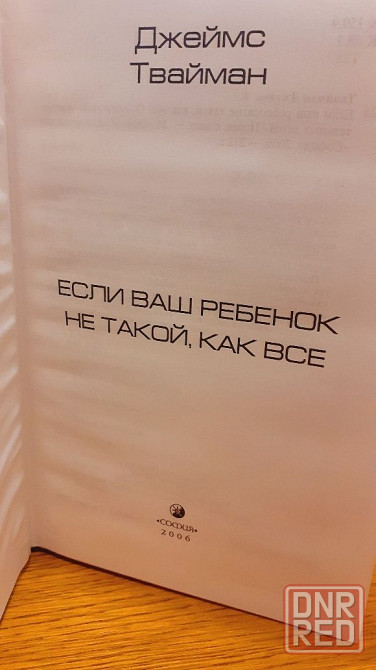 Джеймс
Твайман
ЕСЛИ ВАШ РЕБЕНОК
НЕ ТАКОЙ, КАК ВСЕ
«СОФИЯ»
2006
DNR
RED